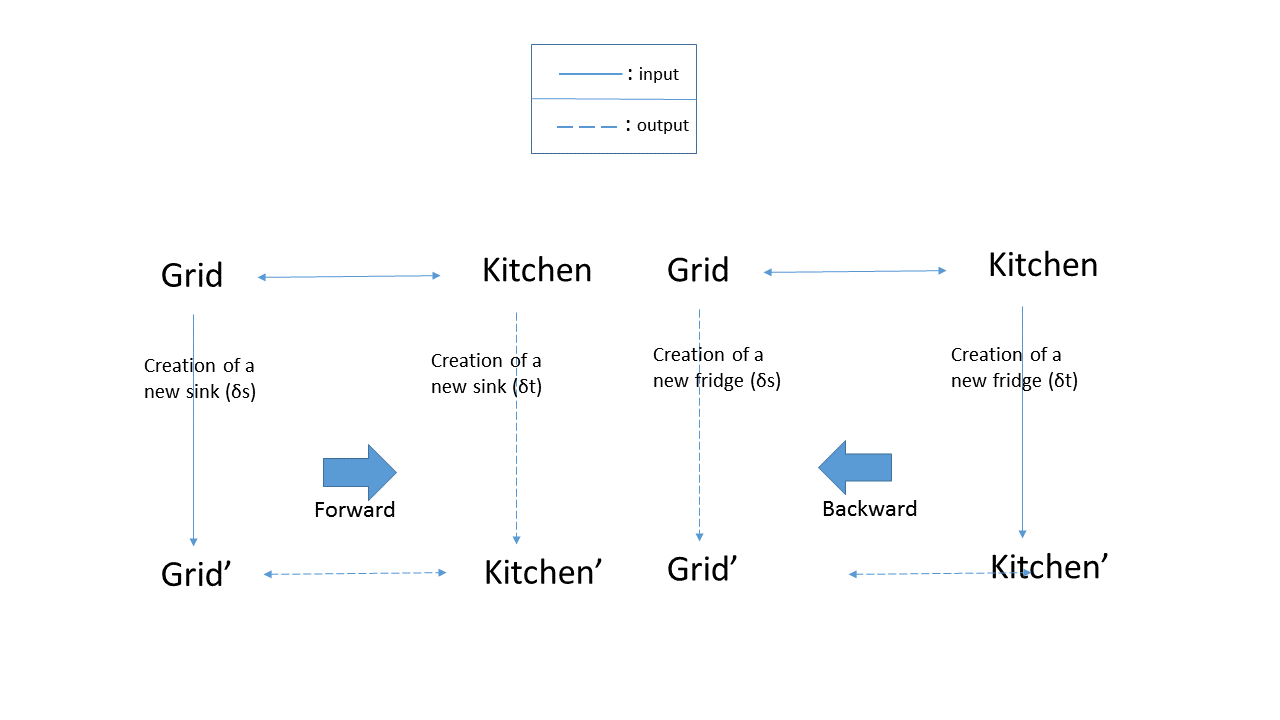 : input
: output
Grid
Kitchen
Grid
Kitchen
Creation of a
new sink (δs)
Creation of a
new sink (δt)
Creation of a
new fridge (δs)
Creation of a
new fridge (δt)
Forward
Backward
Grid’
Kitchen’
Grid’
Kitchen’